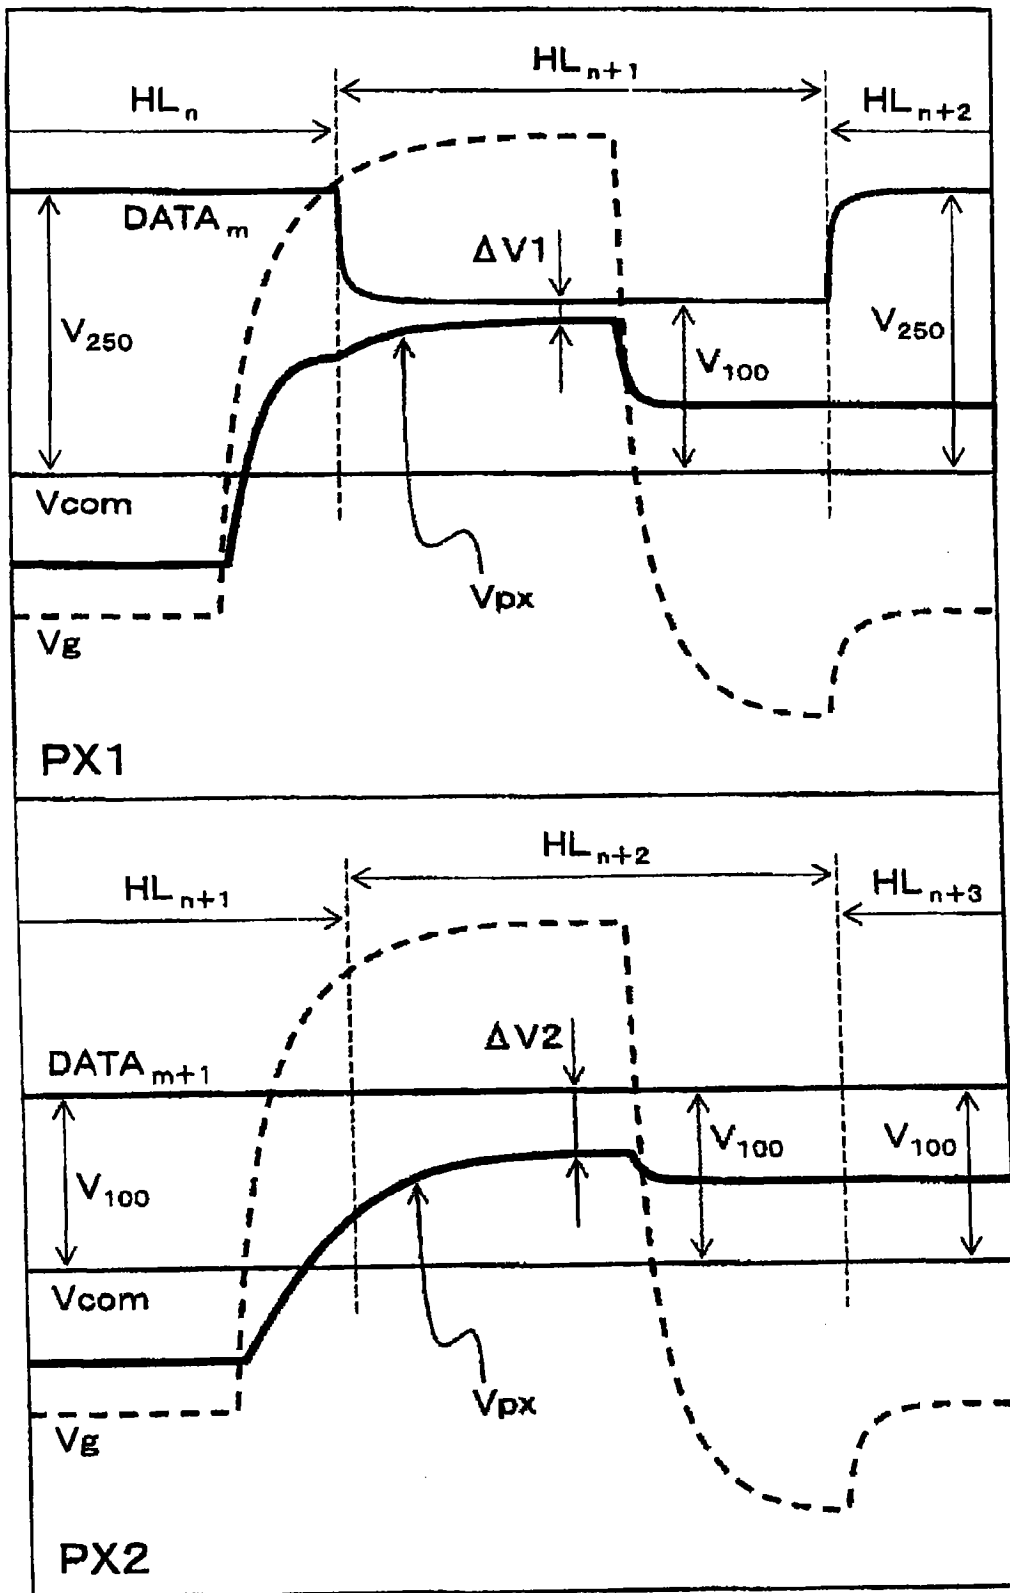 HLn+1
HLn
HLn+2
DATAm
ΔV1
V250
V100
V250
Vcom
Vpx
Vg
PX1
HLn+2
HLn+1
HLn+3
ΔV2
DATAm+1
V100
V100
V100
Vcom
Vpx
Vg
PX2